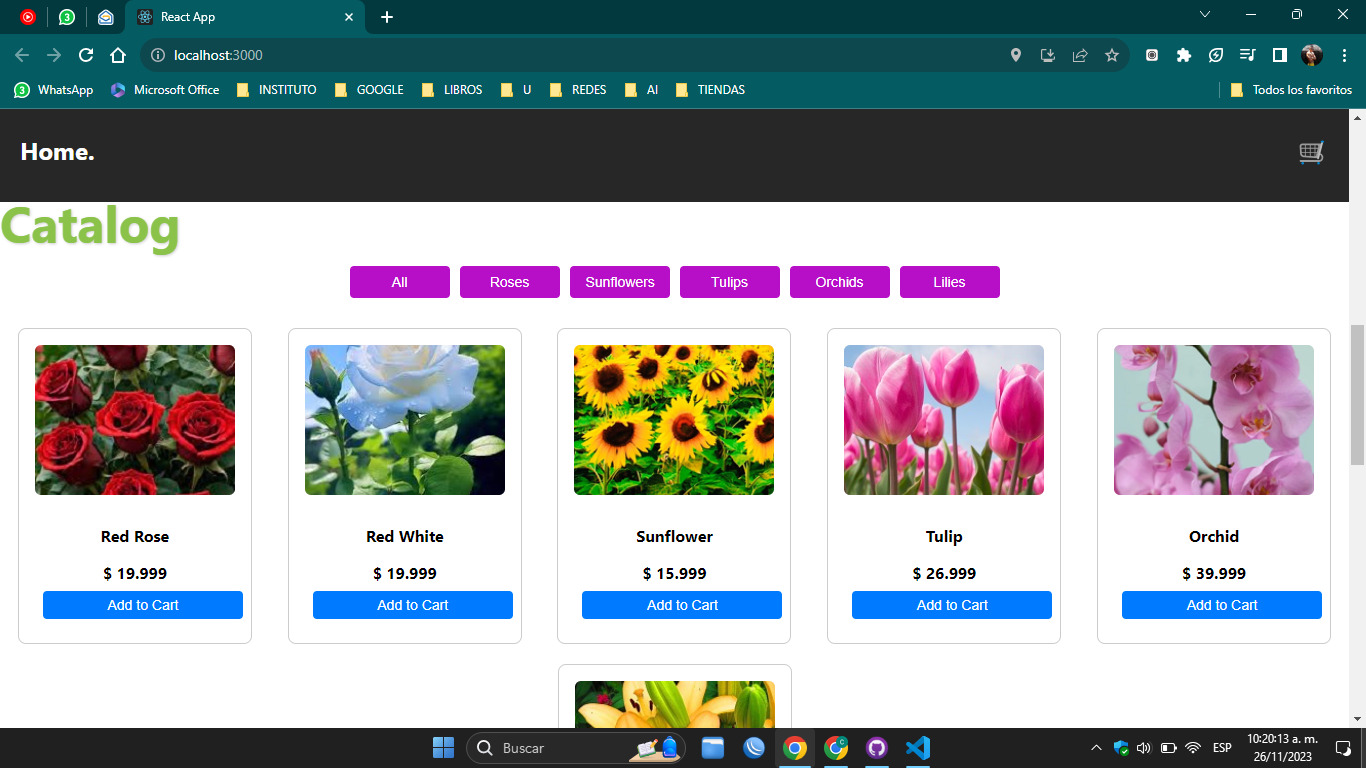 3
React App
localhost:3000
3 WhatsApp
Microsoft Office
INSTITUTO
GOOGLE
LIBROS
U
REDES
AI
TIENDAS
Todos los favoritos
Home.
Catalog
All
Roses
Sunflowers
Tulips
Orchids
Lilies
Red Rose
$ 19.999
Add to Cart
Red White
$ 19.999
Add to Cart
Sunflower
$ 15.999
Add to Cart
Tulip
$ 26.999
Add to Cart
Orchid
$ 39.999
Add to Cart
Buscar
C
ESP
10:20:13 a. m.
26/11/2023